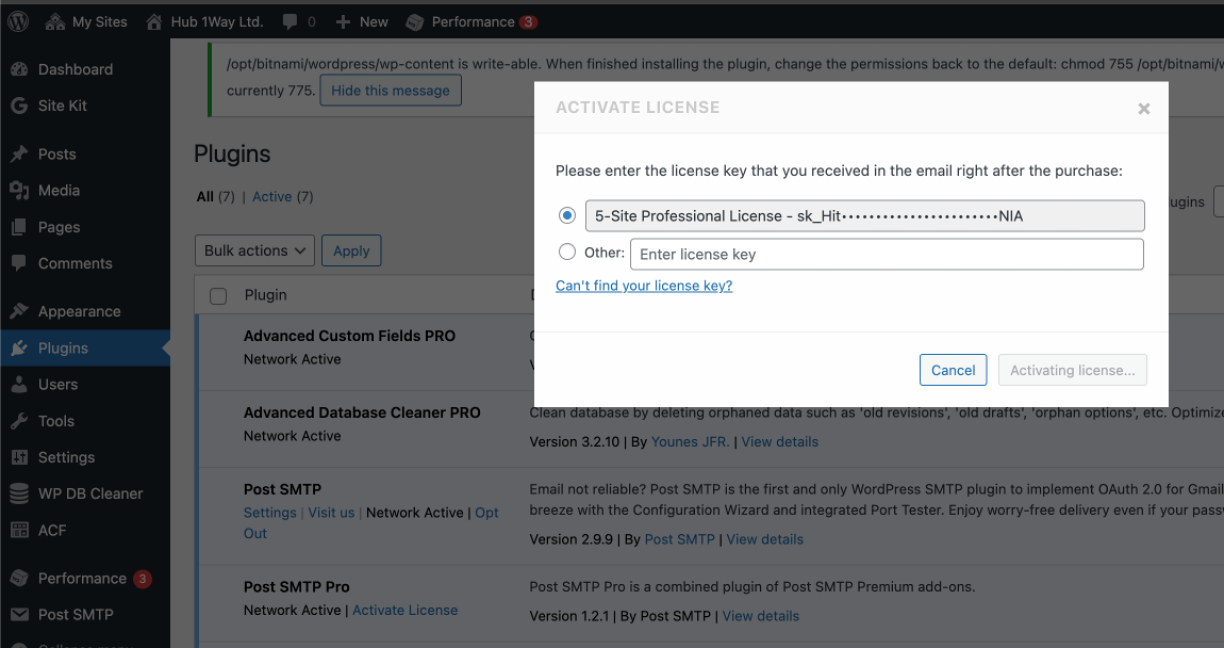 My Sites Hub 1Way Ltd. 0 New Performance 3
Dashboard
Site Kit
Posts
Media
Pages
Comments
Appearance
Plugins
Users
Tools
Settings
WP DB Cleaner
ACF
Performance 3
Post SMTP
/opt/bitnami/wordpress/wp-content is write-able. When finished installing the plugin, change the permissions back to the default: chmod 755 /opt/bitnami/w
currently 775. Hide this message
Plugins
All (7) | Active (7)
Bulk actions Apply
Plugin
Advanced Custom Fields PRO
Network Active
Advanced Database Cleaner PRO
Network Active
Clean database by deleting orphaned data such as 'old revisions', 'old drafts', 'orphan options', etc. Optimize
Version 3.2.10 | By Younes JFR. | View details
Post SMTP
Settings | Visit us | Network Active | Opt
Out
Email not reliable? Post SMTP is the first and only WordPress SMTP plugin to implement OAuth 2.0 for Gmail
breeze with the Configuration Wizard and integrated Port Tester. Enjoy worry-free delivery even if your passw
Version 2.9.9 | By Post SMTP | View details
Post SMTP Pro
Network Active | Activate License
Post SMTP Pro is a combined plugin of Post SMTP Premium add-ons.
Version 1.2.1 | By Post SMTP | View details
ACTIVATE LICENSE
Please enter the license key that you received in the email right after the purchase:
5-Site Professional License - sk_Hit•••••••••••••••••••••••NIA
Other: Enter license key
Can't find your license key?
Cancel Activating license...
ugins